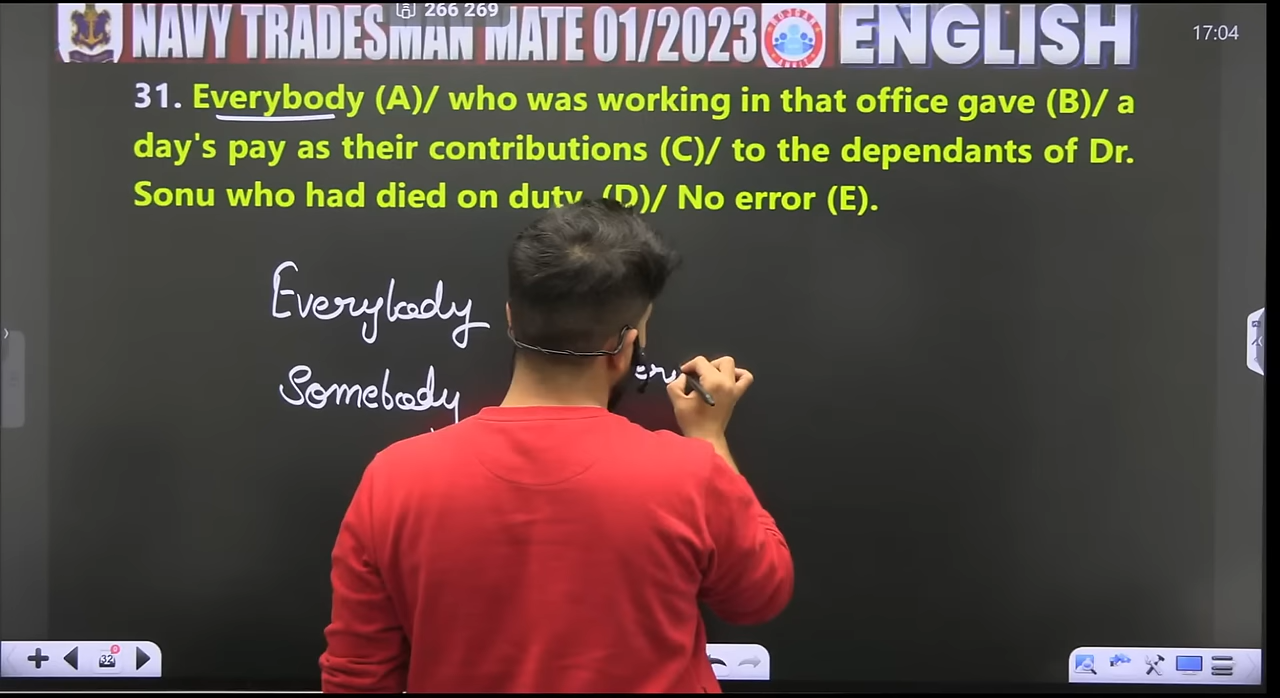 266 269
NAVY TRADESMAN MATE 01/2023 ENGLISH
17:04
31. Everybody (A)/ who was working in that office gave (B)/ a
day's pay as their contributions (C)/ to the dependants of Dr.
Sonu who had died on duty (D)/ No error (E).
Everybody
Somebody
32